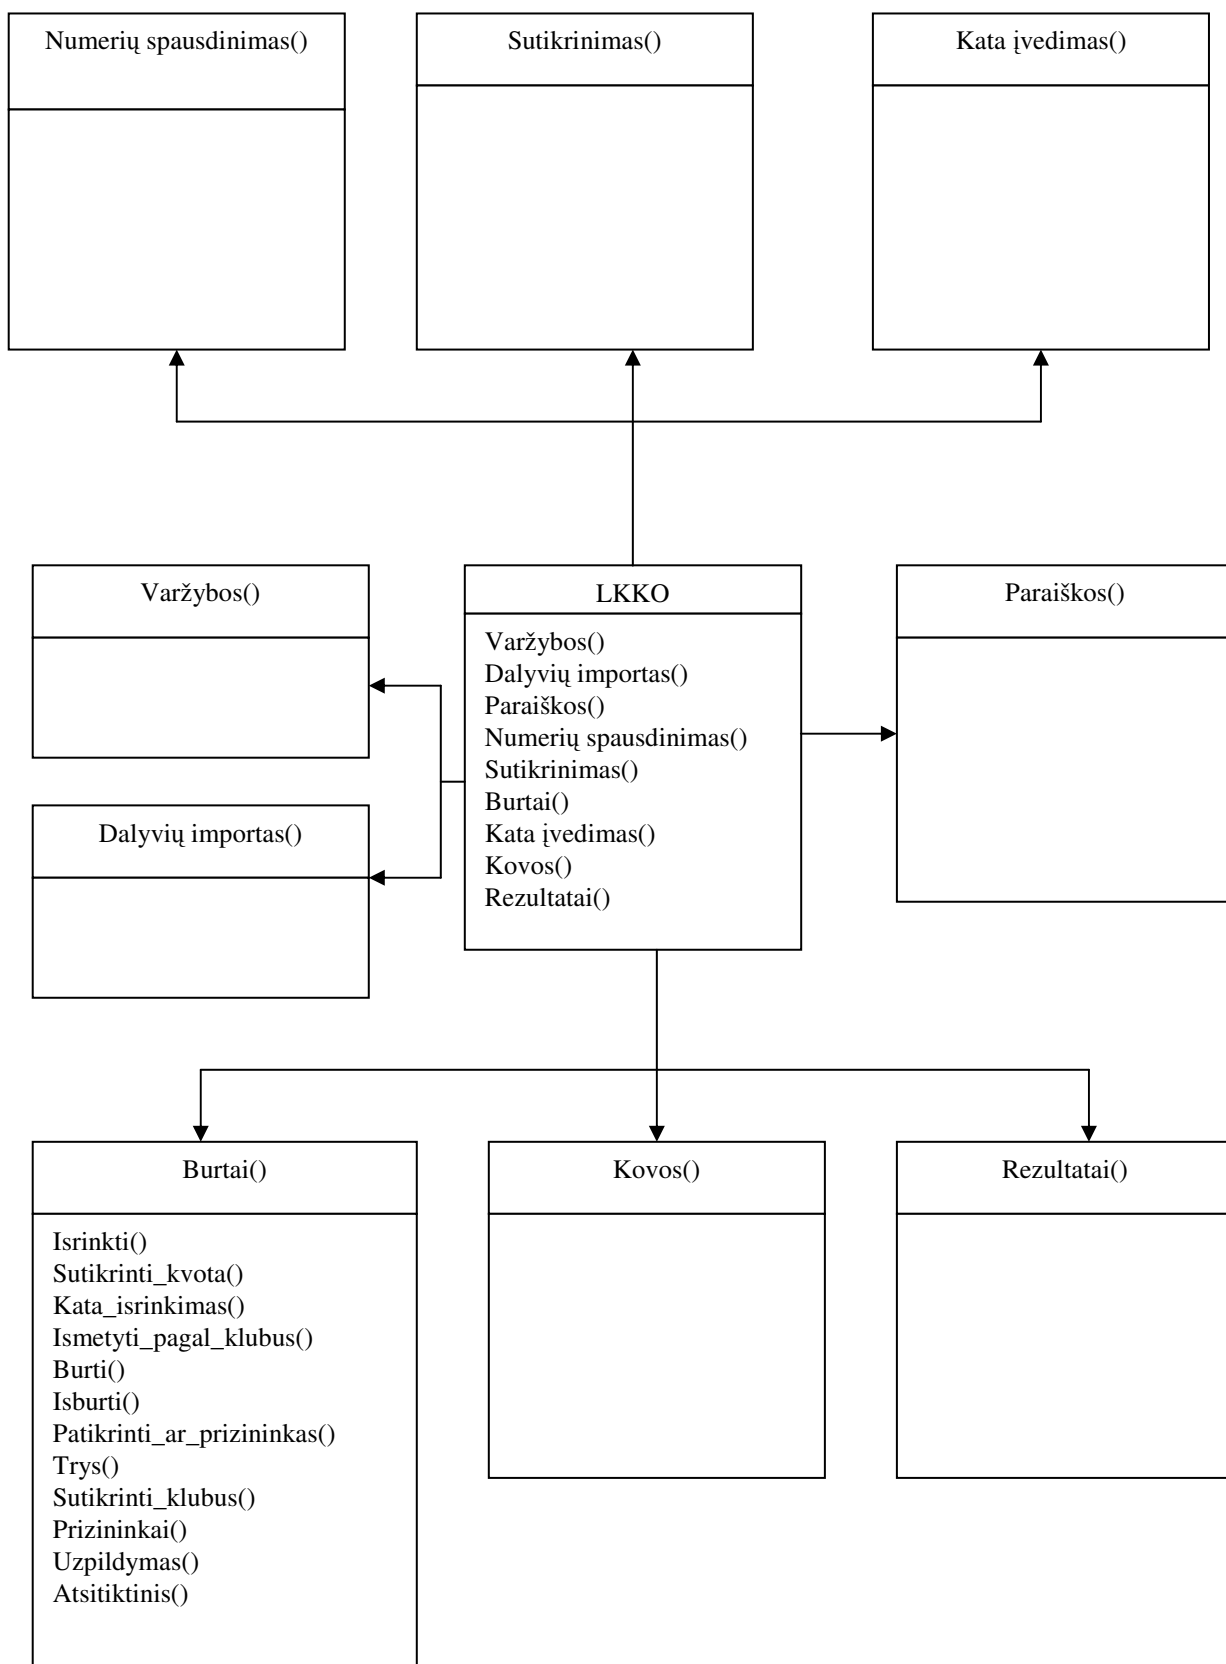 Numerių spausdinimas()
Sutikrinimas()
Kata įvedimas()
Varžybos()
Dalyvių importas()
LKKO
Varžybos()
Dalyvių importas()
Paraiškos()
Numerių spausdinimas()
Sutikrinimas()
Burtai()
Kata įvedimas()
Kovos()
Rezultatai()
Paraiškos()
Burtai()
Isrinkti()
Sutikrinti_kvota()
Kata_isrinkimas()
Ismetyti_pagal_klubus()
Burti()
Isburti()
Patikrinti_ar_prizininkas()
Trys()
Sutikrinti_klubus()
Prizininkai()
Uzpildymas()
Atsitiktinis()
Kovos()
Rezultatai()